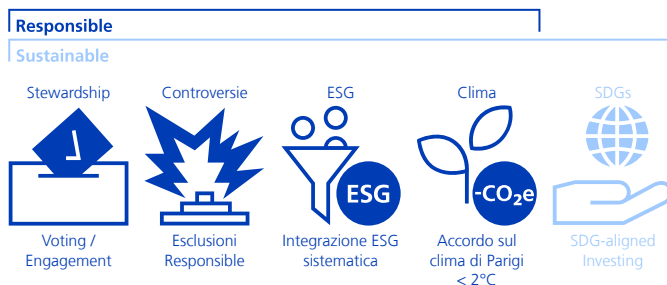 Responsible
Sustainable
Stewardship
Controversie
ESG
Clima
SDGs
ESG
-CO₂e
Voting /
Engagement
Esclusioni
Responsible
Integrazione ESG
sistematica
Accordo sul
clima di Parigi
< 2°C
SDG-aligned
Investing